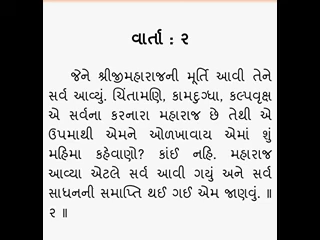 વાર્તા : ૨
જેને શ્રીજીમહારાજની મૂર્તિ આવી તેને
સર્વ આવ્યું. ચિંતામણિ, કામદુગ્ધા, કલ્પવૃક્ષ
એ સર્વના કરનારા મહારાજ છે તેથી એ
ઉપમાથી એમને ઓળખાવાય એમાં શું
મહિમા કહેવાણો? કાંઈ નહિ. મહારાજ
આવ્યા એટલે સર્વ આવી ગયું અને સર્વ
સાધનની સમાપ્તિ થઈ ગઈ એમ જાણવું. ॥
૨ ॥